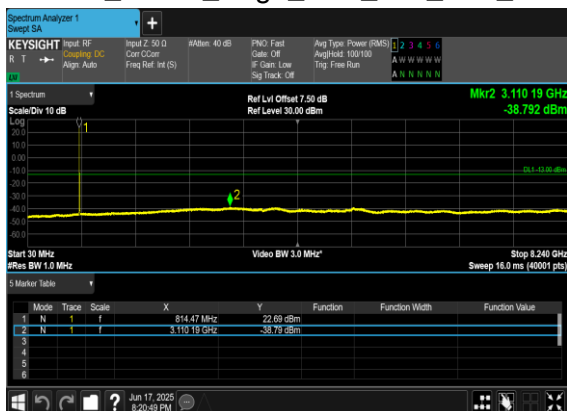 Spectrum Analyzer 1
Swept SA
+
KEYSIGHT
R T
LU
Input: RF
Coupling: DC
Align: Auto
Input Z: 50 Ω
Corr CCorr
Freq Ref: Int (S)
#Atten: 40 dB
PNO: Fast
Gate: Off
IF Gain: Low
Sig Track: Off
Avg Type: Power (RMS)
Avg|Hold: 100/100
Trig: Free Run
1 2 3 4 5 6
A W W W W W
A N N N N N
1 Spectrum
Scale/Div 10 dB
Ref Lvl Offset 7.50 dB
Ref Level 30.00 dBm
Mkr2 3.110 19 GHz
-38.792 dBm
Log
20.0
10.0
0.00
-10.0
-20.0
-30.0
-40.0
-50.0
-60.0
1
2
DL1 -13.00 dBm
Start 30 MHz
#Res BW 1.0 MHz
Video BW 3.0 MHz*
Stop 8.240 GHz
Sweep 16.0 ms (40001 pts)
5 Marker Table
Mode Trace Scale X Y Function Function Width Function Value
1 N 1 f 814.47 MHz 22.69 dBm
2 N 1 f 3.110 19 GHz -38.79 dBm
3
4
5
6
?
Jun 17, 2025
8:20:49 PM